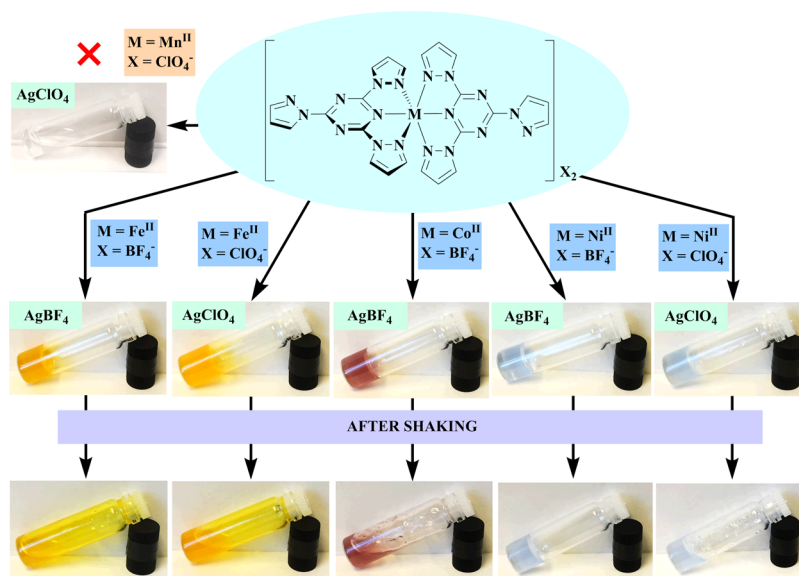 M = Mn^II
X = ClO₄⁻
AgClO₄
N
N
N
N
N
N
N
N
N
M
N
N
N
N
N
N
N
N
N
X₂
M = Fe^II
X = BF₄⁻
M = Fe^II
X = ClO₄⁻
M = Co^II
X = BF₄⁻
M = Ni^II
X = BF₄⁻
M = Ni^II
X = ClO₄⁻
AgBF₄
AgClO₄
AgBF₄
AgBF₄
AgClO₄
AFTER SHAKING